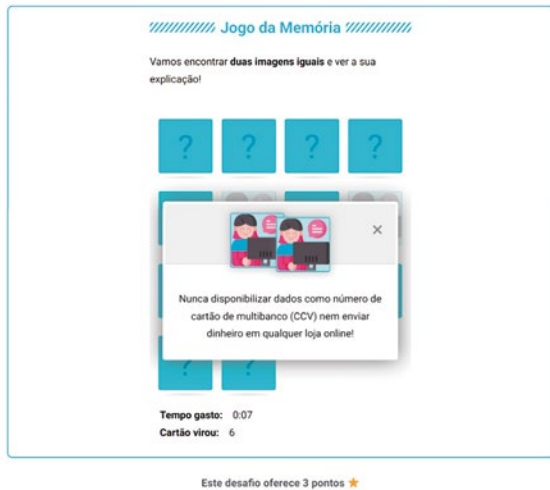 Jogo da Memória
Vamos encontrar duas imagens iguais e ver a sua
explicação!
? ? ? ?
×
Nunca disponibilizar dados como número de
cartão de multibanco (CCV) nem enviar
dinheiro em qualquer loja online!
? ?
Tempo gasto: 0:07
Cartão virou: 6
Este desafio oferece 3 pontos